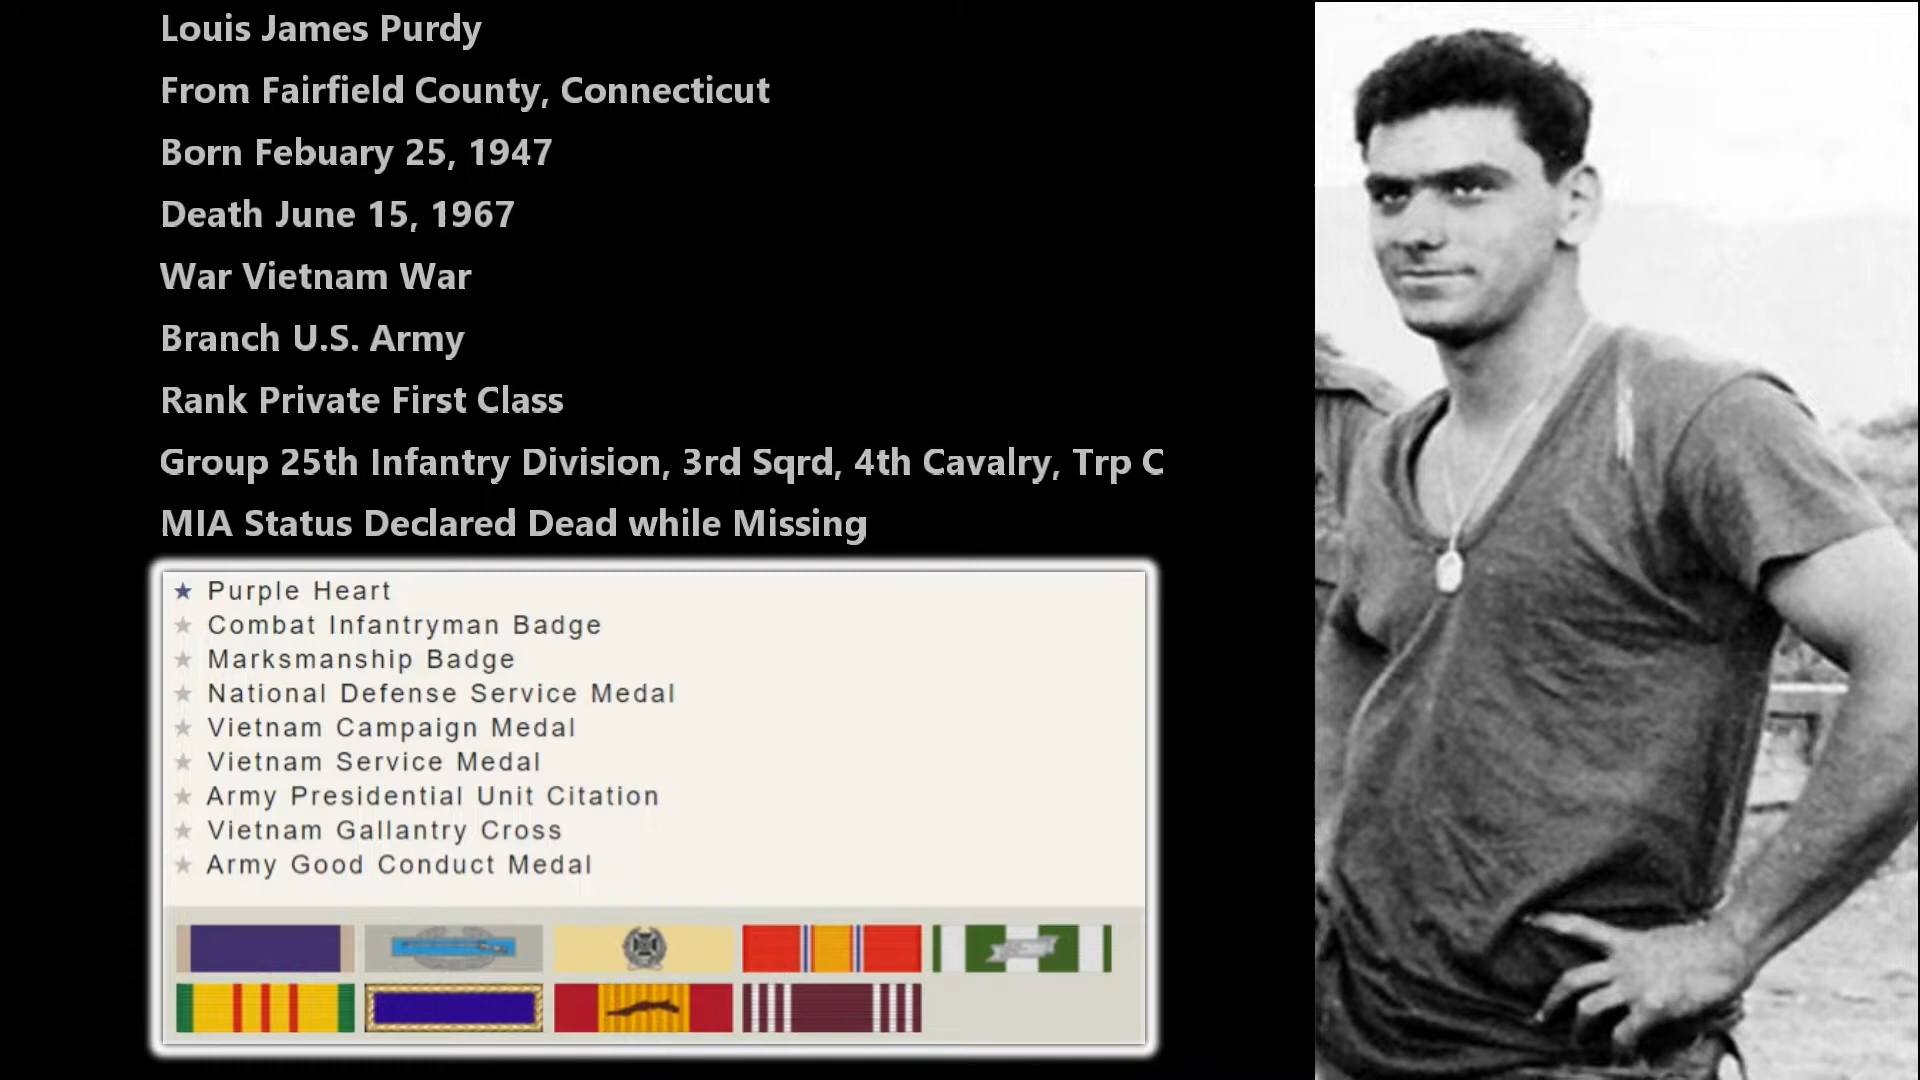 Louis James Purdy
From Fairfield County, Connecticut
Born Febuary 25, 1947
Death June 15, 1967
War Vietnam War
Branch U.S. Army
Rank Private First Class
Group 25th Infantry Division, 3rd Sqrd, 4th Cavalry, Trp C
MIA Status Declared Dead while Missing
Purple Heart
Combat Infantryman Badge
Marksmanship Badge
National Defense Service Medal
Vietnam Campaign Medal
Vietnam Service Medal
Army Presidential Unit Citation
Vietnam Gallantry Cross
Army Good Conduct Medal